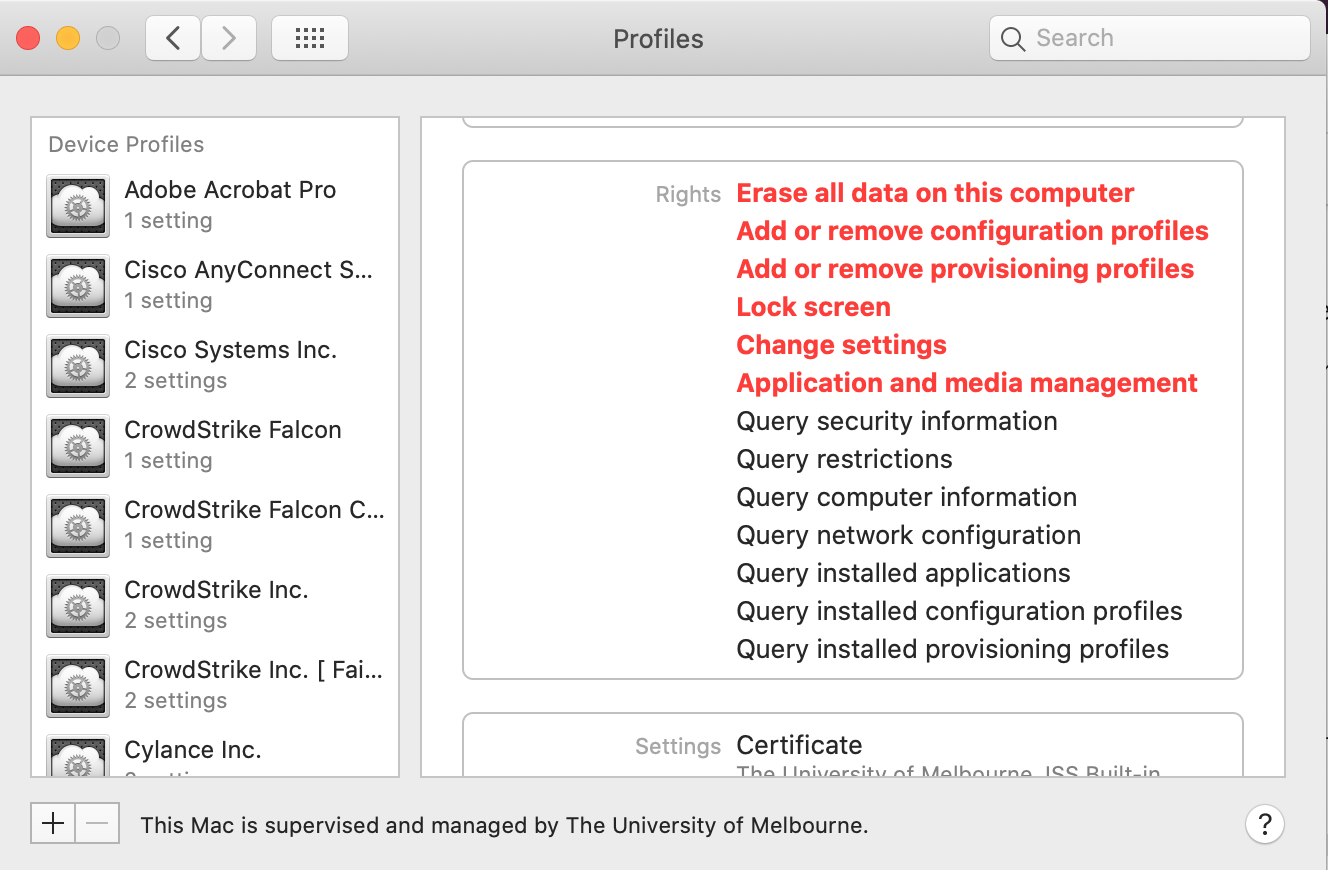 Profiles
Search
Device Profiles
Adobe Acrobat Pro
1 setting
Cisco AnyConnect S...
1 setting
Cisco Systems Inc.
2 settings
CrowdStrike Falcon
1 setting
CrowdStrike Falcon C...
1 setting
CrowdStrike Inc.
2 settings
CrowdStrike Inc. [ Fai...
2 settings
Cylance Inc.
Rights Erase all data on this computer
Add or remove configuration profiles
Add or remove provisioning profiles
Lock screen
Change settings
Application and media management
Query security information
Query restrictions
Query computer information
Query network configuration
Query installed applications
Query installed configuration profiles
Query installed provisioning profiles
Settings Certificate
The University of Melbourne, ISS Built-in
+ −
This Mac is supervised and managed by The University of Melbourne.
?